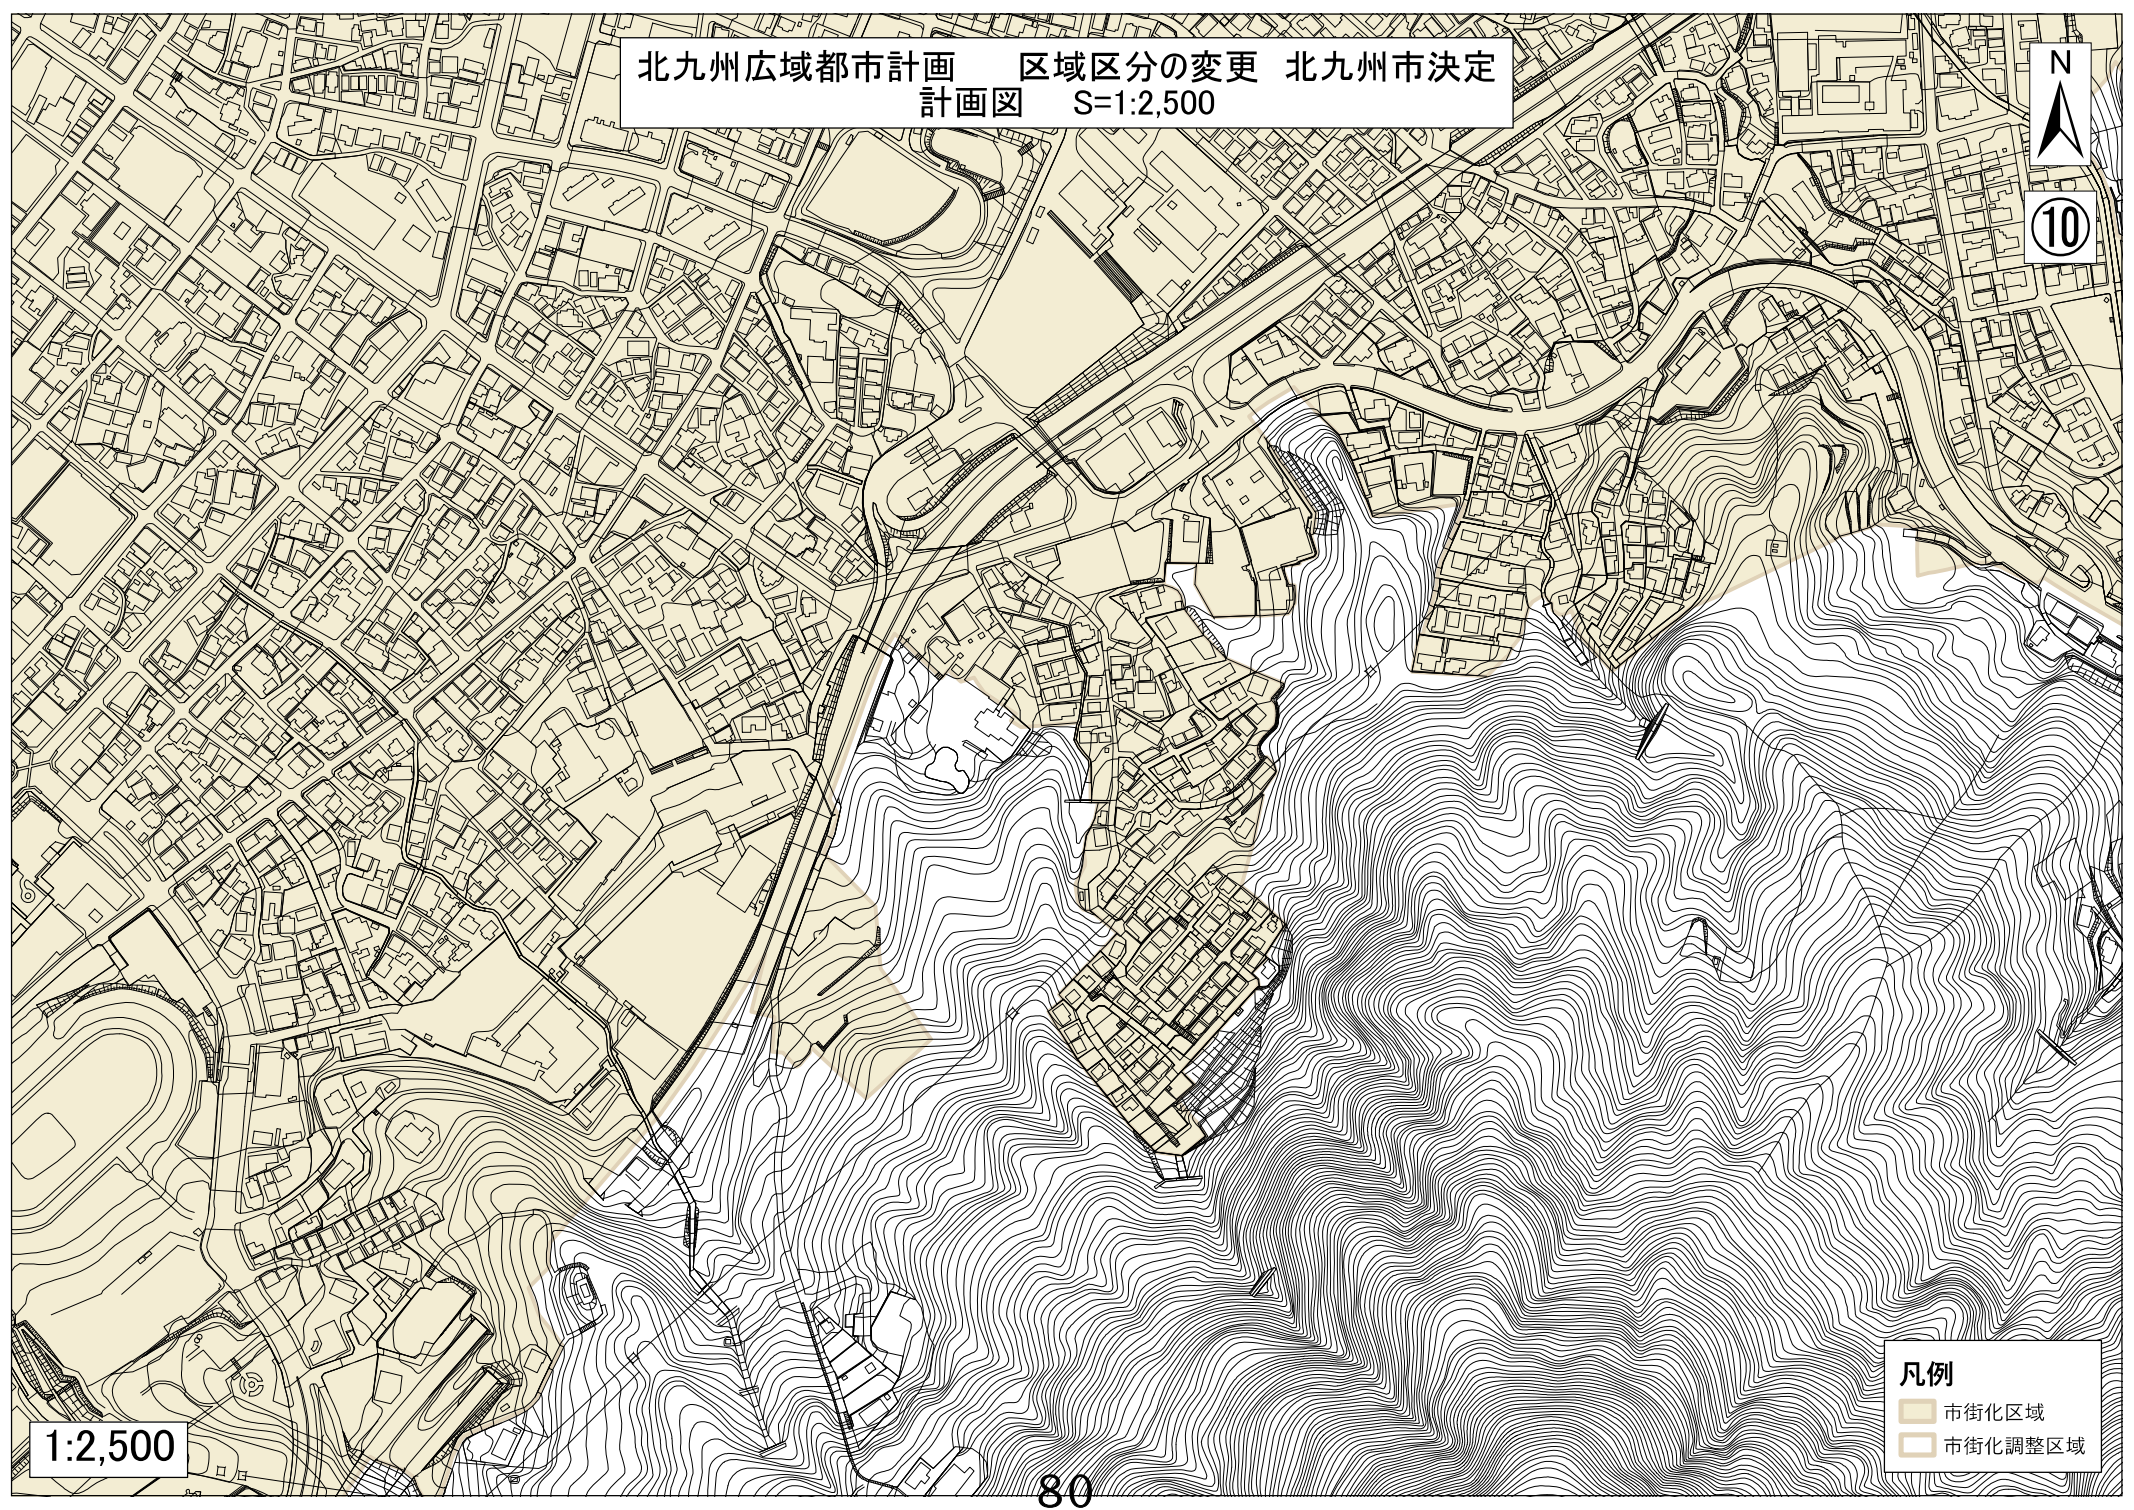 北九州広域都市計画　　区域区分の変更　北九州市決定
計画図　　S=1:2,500
N
⑩
凡例
市街化区域
市街化調整区域
1:2,500
80